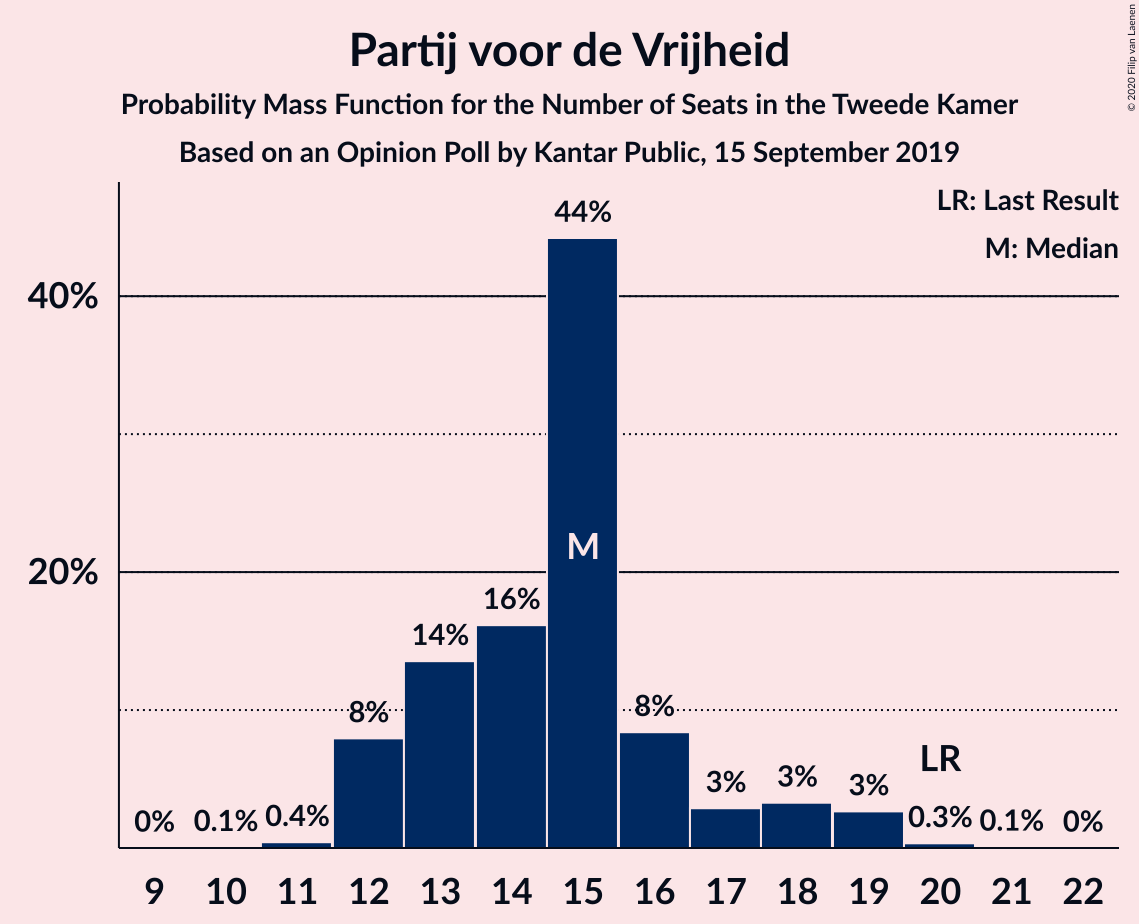 Partij voor de Vrijheid
Probability Mass Function for the Number of Seats in the Tweede Kamer
Based on an Opinion Poll by Kantar Public, 15 September 2019
© 2020 Filip van Laenen
LR: Last Result
M: Median
44%
40%
M
20%
16%
14%
8%
8%
LR
3%
3%
3%
0%
0.1%
0.4%
0.3%
0.1%
0%
9 10 11 12 13 14 15 16 17 18 19 20 21 22